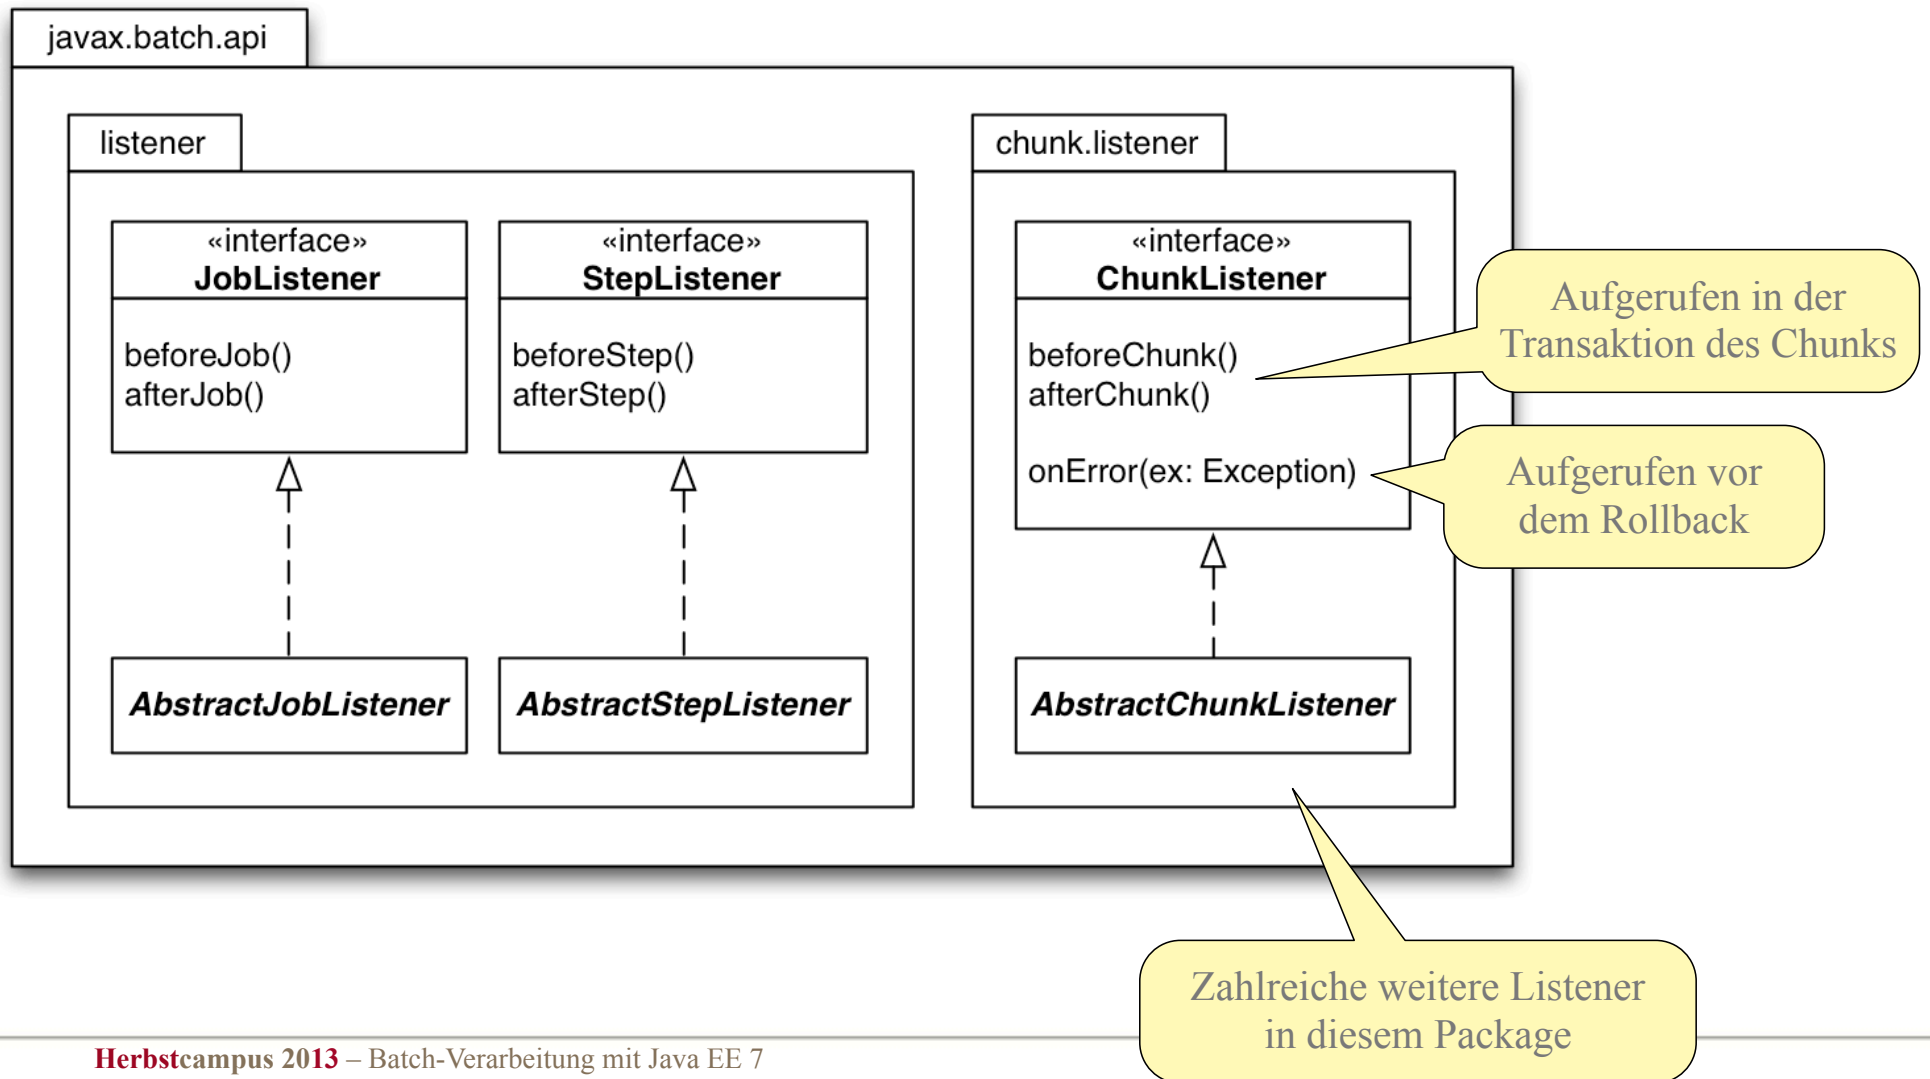 javax.batch.api
listener
«interface»
JobListener
beforeJob()
afterJob()
AbstractJobListener
«interface»
StepListener
beforeStep()
afterStep()
AbstractStepListener
chunk.listener
«interface»
ChunkListener
beforeChunk()
afterChunk()
onError(ex: Exception)
AbstractChunkListener
Aufgerufen in der
Transaktion des Chunks
Aufgerufen vor
dem Rollback
Zahlreiche weitere Listener
in diesem Package
Herbstcampus 2013 – Batch-Verarbeitung mit Java EE 7